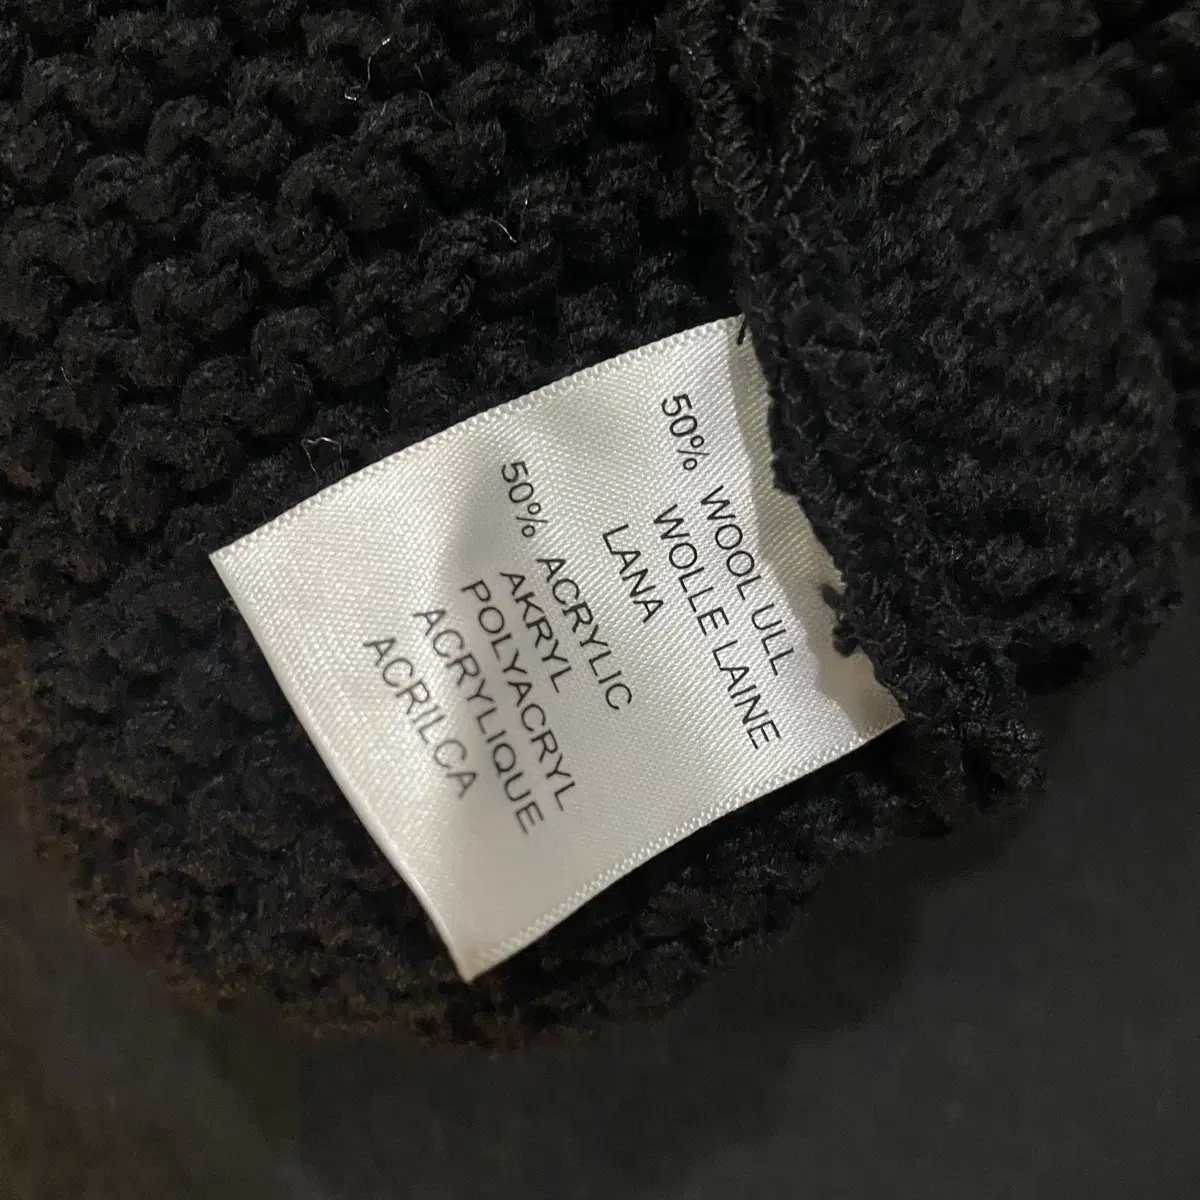 50% WOOL ULL
WOLLE LAINE
LANA
50% ACRYLIC
AKRYL
POLYACRYL
ACRYLIQUE
ACRILCA